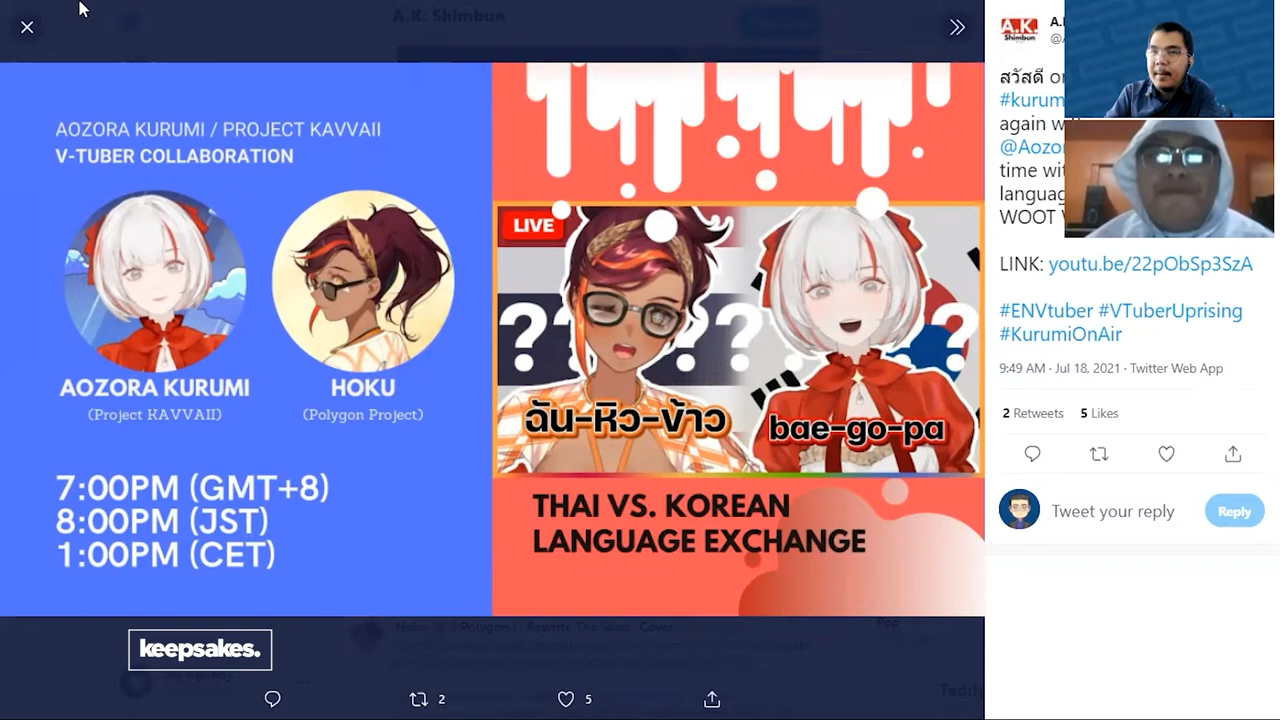 A.K. Shimbun
AOZORA KURUMI / PROJECT KAVVAII
V-TUBER COLLABORATION
AOZORA KURUMI
(Project KAVVAII)
HOKU
(Polygon Project)
7:00PM (GMT+8)
8:00PM (JST)
1:00PM (CET)
LIVE
? ? ? ?
ฉัน-หิว-ข้าว
bae-go-pa
THAI VS. KOREAN
LANGUAGE EXCHANGE
keepsakes.
2
5
A.K.
Shimbun
สวัสดี
#kurum
again w
@Aozo
time wit
languag
WOOT
LINK: youtu.be/22pObSp3SzA
#ENVtuber #VTuberUprising
#KurumiOnAir
9:49 AM · Jul 18, 2021 · Twitter Web App
2 Retweets 5 Likes
Tweet your reply
Reply